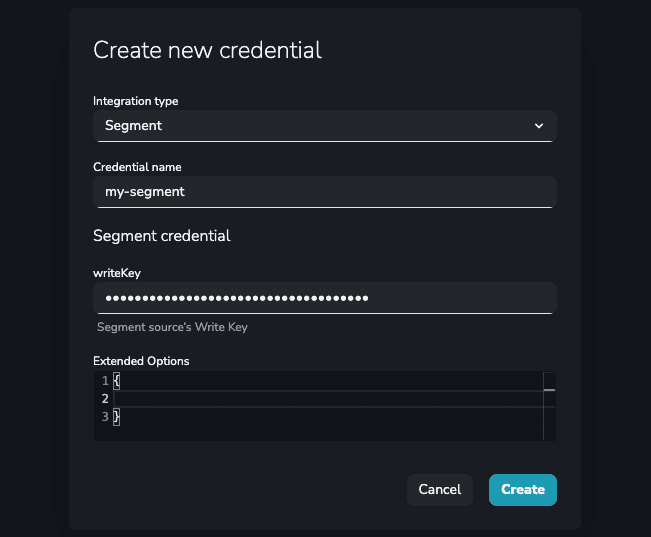 Create new credential
Integration type
Segment
Credential name
my-segment
Segment credential
writeKey
••••••••••••••••••••••••••••••••••••
Segment source's Write Key
Extended Options
1 {
2
3 }
Cancel
Create